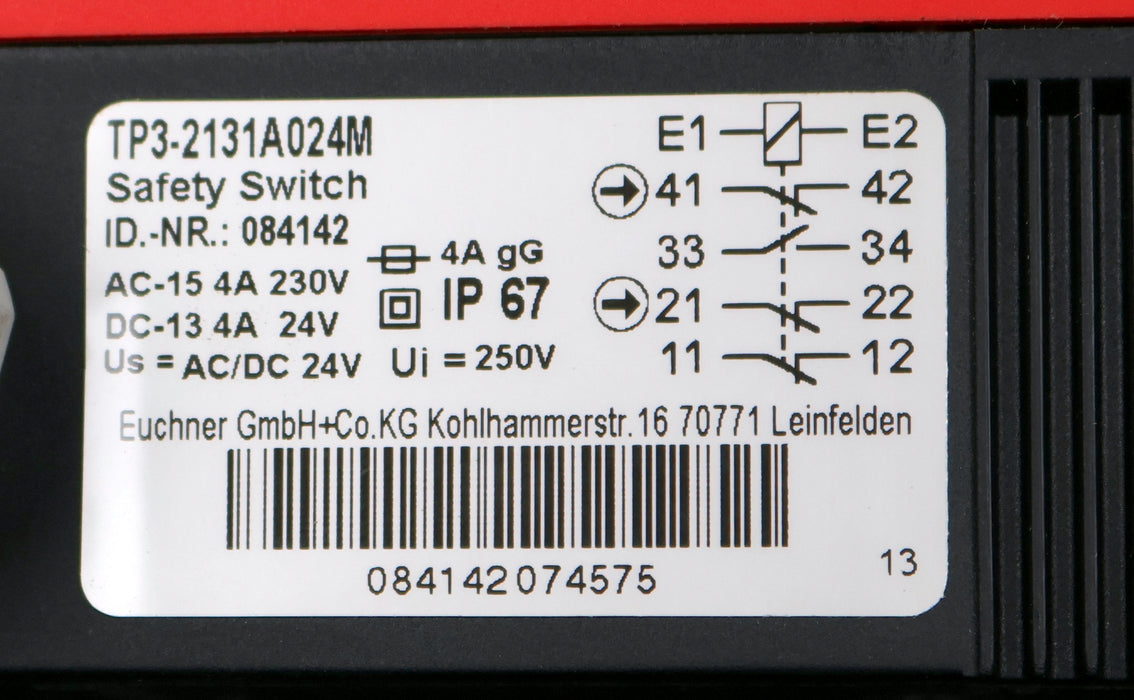 TP3-2131A024M
Safety Switch
ID.-NR.: 084142
AC-15 4A 230V
DC-13 4A 24V
Us = AC/DC 24V
4A gG
IP 67
Ui = 250V
E1 E2
41 42
33 34
21 22
11 12
Euchner GmbH+Co.KG Kohlhammerstr.16 70771 Leinfelden
084142074575
13